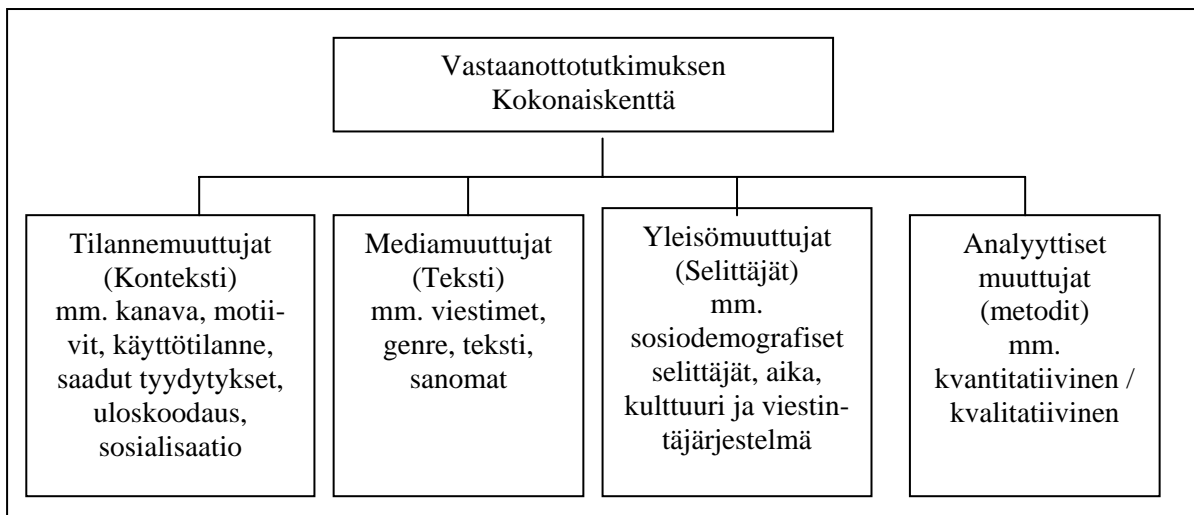 Vastaanottotutkimuksen
Kokonaiskenttä
Tilannemuuttujat
(Konteksti)
mm. kanava, motii-
vit, käyttötilanne,
saadut tyydytykset,
uloskoodaus,
sosialisaatio
Mediamuuttujat
(Teksti)
mm. viestimet,
genre, teksti,
sanomat
Yleisömuuttujat
(Selittäjät)
mm.
sosiodemografiset
selittäjät, aika,
kulttuuri ja viestin-
täjärjestelmä
Analyyttiset
muuttujat
(metodit)
mm.
kvantitatiivinen /
kvalitatiivinen